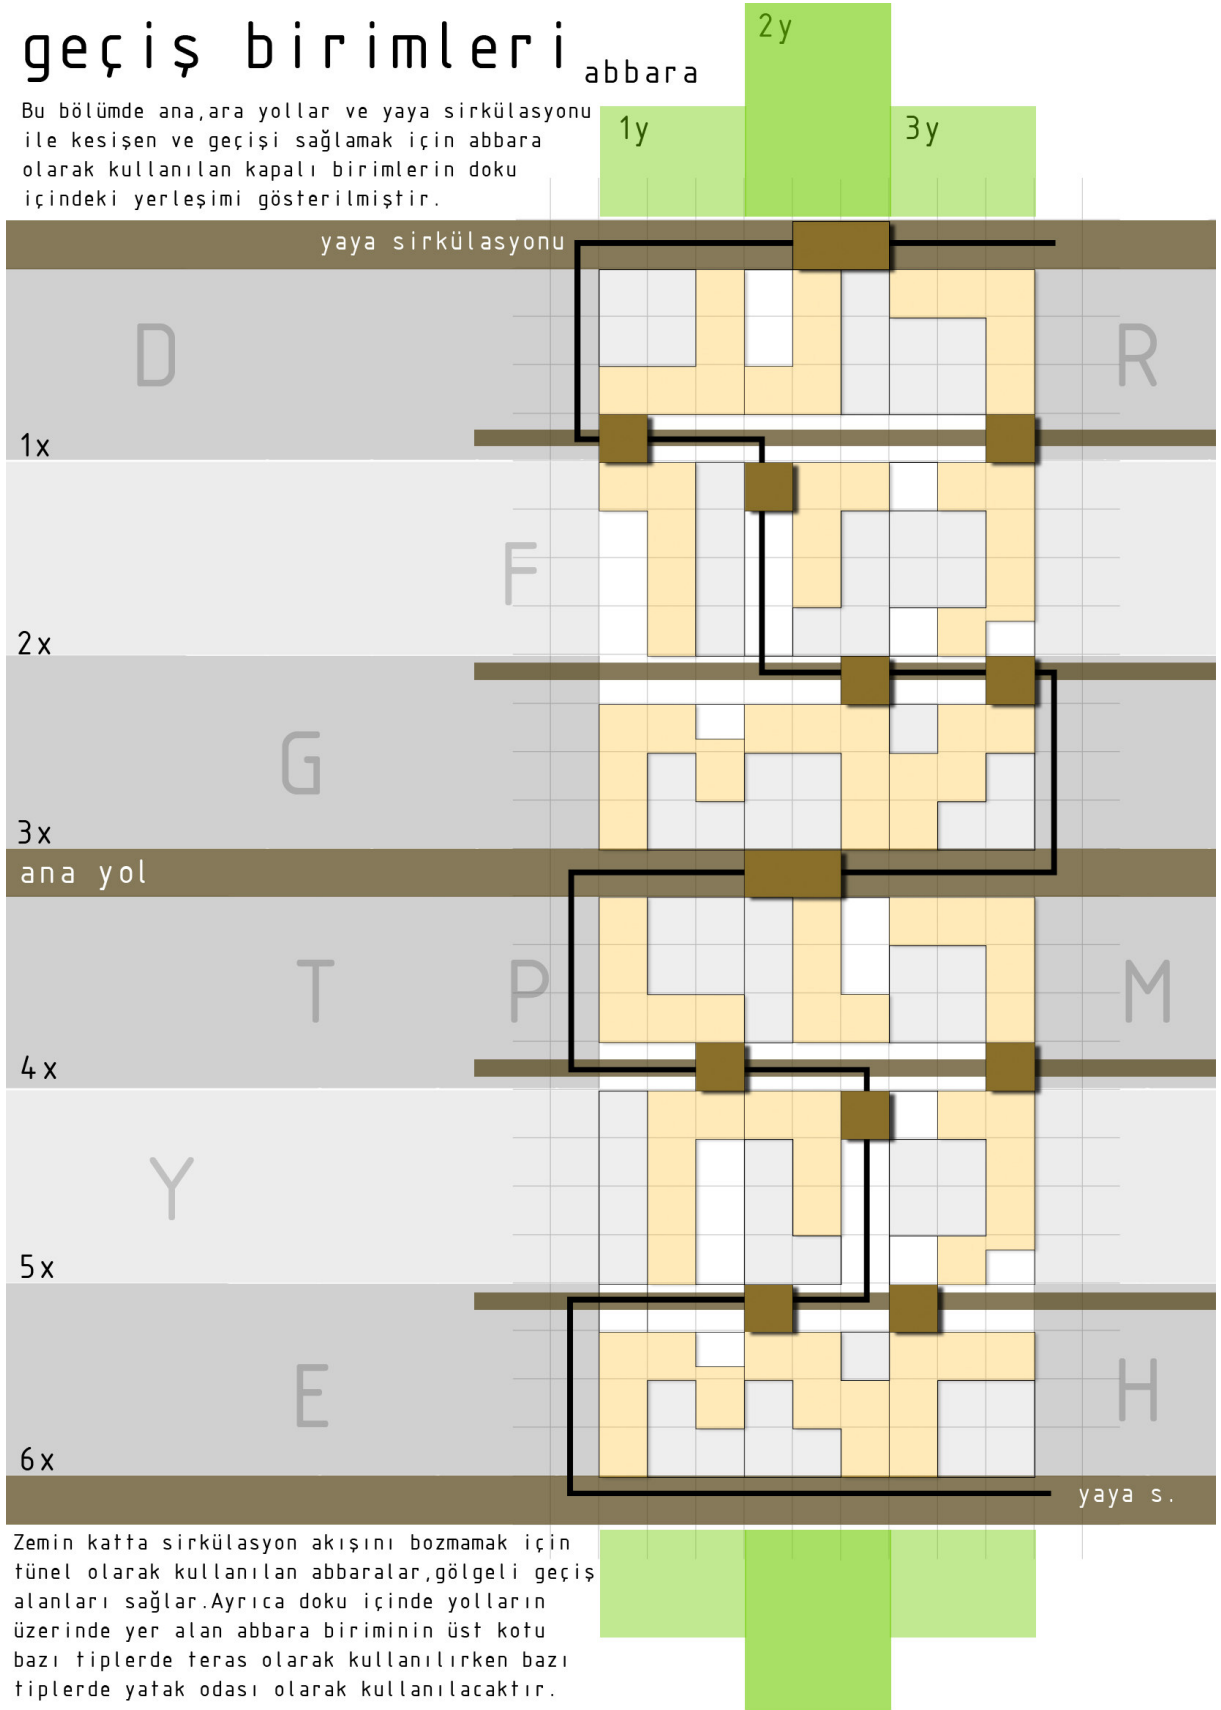 geçiş birimleri abbara
2y
Bu bölümde ana,ara yollar ve yaya sirkülasyonu
1y 3y
ile kesişen ve geçişi sağlamak için abbara
olarak kullanılan kapalı birimlerin doku
içindeki yerleşimi gösterilmiştir.
yaya sirkülasyonu
D R
1x
F
2x
G
3x
ana yol
T P M
4x
Y
5x
E H
6x
yaya s.
Zemin katta sirkülasyon akışını bozmamak için
tünel olarak kullanılan abbaralar,gölgeli geçiş
alanları sağlar.Ayrıca doku içinde yolların
üzerinde yer alan abbara biriminin üst kotu
bazı tiplerde teras olarak kullanılırken bazı
tiplerde yatak odası olarak kullanılacaktır.